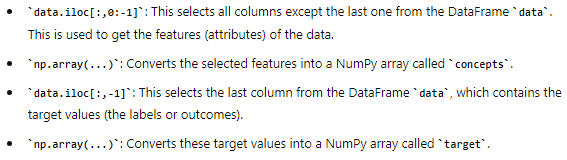 • `data.iloc[:,0:-1]`: This selects all columns except the last one from the DataFrame `data`.
This is used to get the features (attributes) of the data.
• `np.array(...)`: Converts the selected features into a NumPy array called `concepts`.
• `data.iloc[:,-1]`: This selects the last column from the DataFrame `data`, which contains the
target values (the labels or outcomes).
• `np.array(...)`: Converts these target values into a NumPy array called `target`.